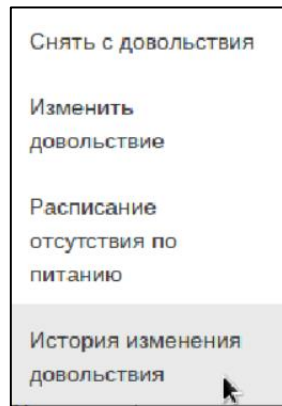 Снять с довольствия
Изменить
довольствие
Расписание
отсутствия по
питанию
История изменения
довольствия